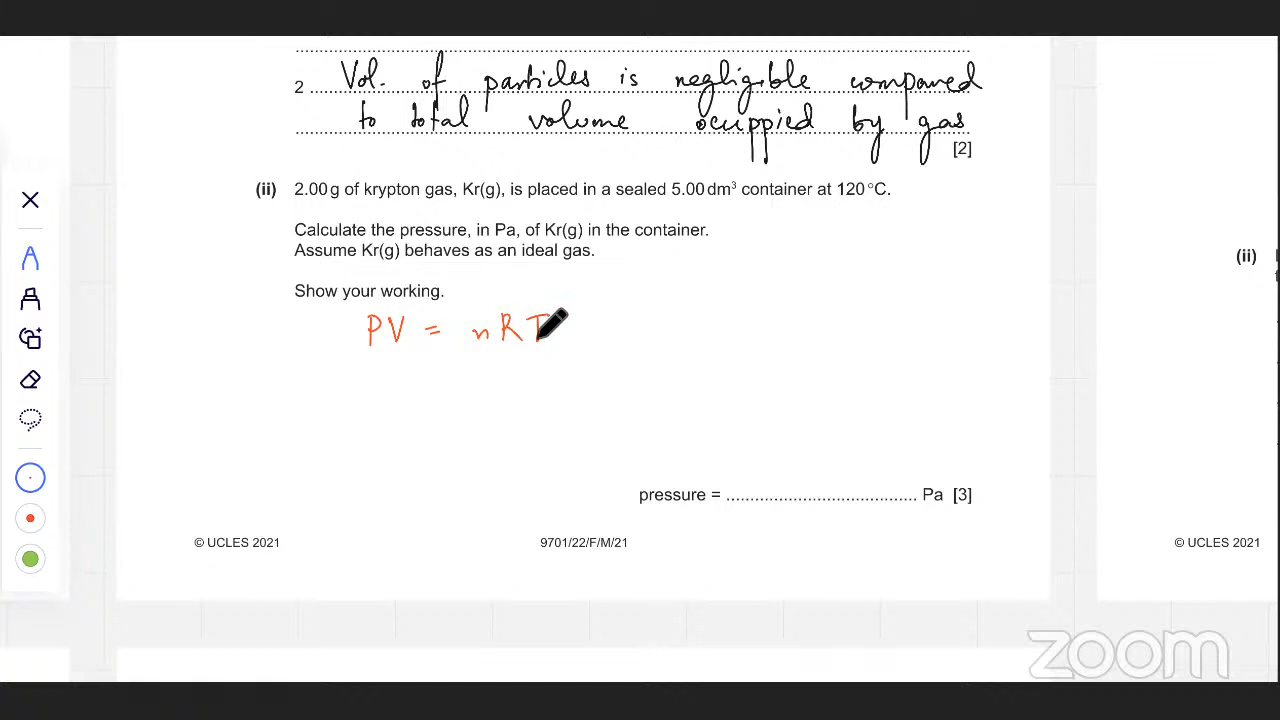 2 Vol. of particles is negligible compared
to total volume ocuppied by gas
[2]
(ii) 2.00 g of krypton gas, Kr(g), is placed in a sealed 5.00 dm³ container at 120 °C.
Calculate the pressure, in Pa, of Kr(g) in the container.
Assume Kr(g) behaves as an ideal gas.
(ii)
Show your working.
PV = nRT
pressure = ....................................... Pa [3]
© UCLES 2021 9701/22/F/M/21 © UCLES 2021
zoom